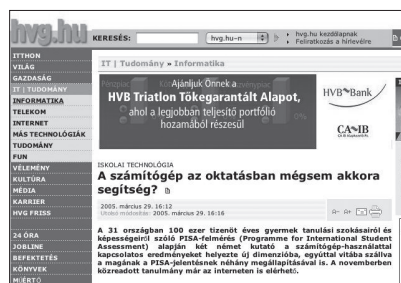 hvg.hu
KERESÉS:
hvg.hu-n
hvg.hu kezdőlapnak
Feliratkozás a hírlevélre
ITTHON
VILÁG
GAZDASÁG
IT | TUDOMÁNY
INFORMATIKA
TELEKOM
INTERNET
MÁS TECHNOLÓGIÁK
TUDOMÁNY
FUN
VÉLEMÉNY
KULTÚRA
MÉDIA
KARRIER
HVG FRISS
24 ÓRA
JOBLINE
BEFEKTETÉS
KÖNYVEK
MŰÉRTŐ
IT | Tudomány » Informatika
Ajánljuk Önnek a
HVB Triatlon Tőkegarantált Alapot,
ahol a legjobban teljesítő portfólió
hozamából részesül
HVB Bank
CA IB
ISKOLAI TECHNOLÓGIA
A számítógép az oktatásban mégsem akkora
segítség?
2005. március 29. 16:12
Utolsó módosítás: 2005. március 29. 16:16
A- A+
A 31 országban 100 ezer tizenöt éves gyermek tanulási szokásairól és
képességeiről szóló PISA-felmérés (Programme for International Student
Assessment) alapján két német kutató a számítógép-használattal
kapcsolatos eredményeket helyezte új dimenzióba, egyúttal vitába szállva
a magának a PISA-jelentésnek néhány megállapításával is. A novemberben
közreadott tanulmány már az interneten is elérhető.